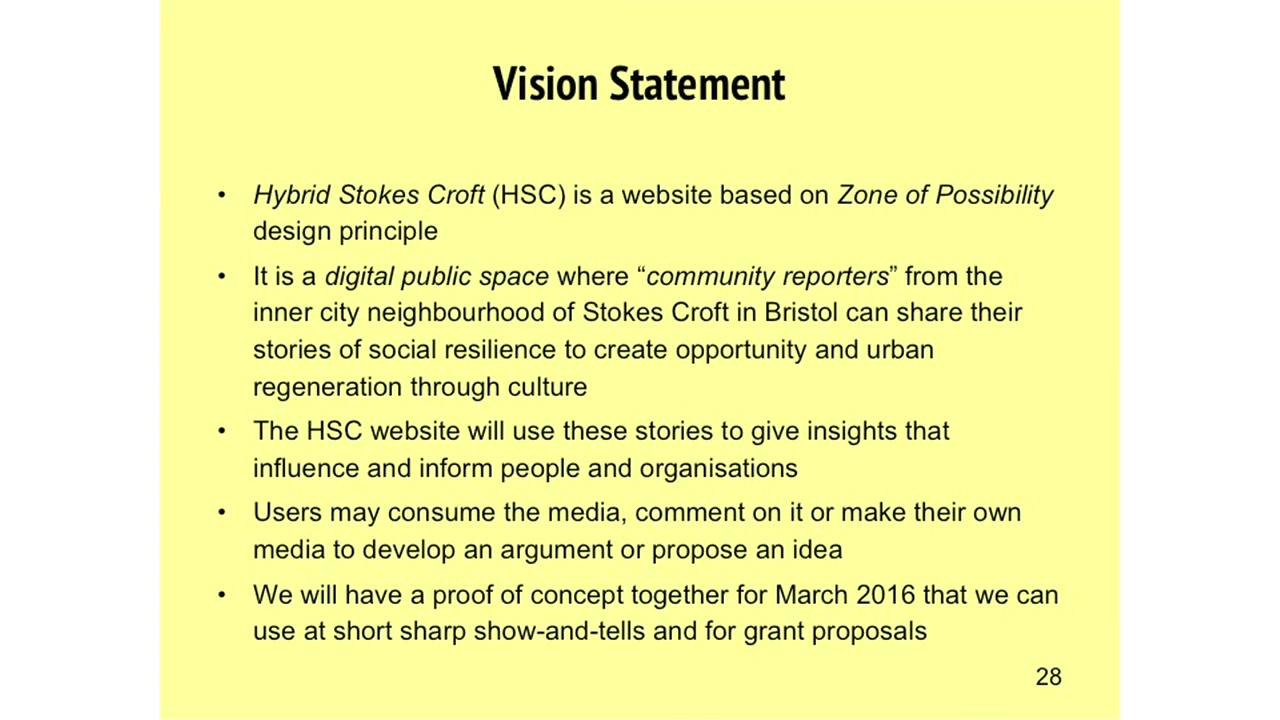 Vision Statement
• Hybrid Stokes Croft (HSC) is a website based on Zone of Possibility
design principle
• It is a digital public space where “community reporters” from the
inner city neighbourhood of Stokes Croft in Bristol can share their
stories of social resilience to create opportunity and urban
regeneration through culture
• The HSC website will use these stories to give insights that
influence and inform people and organisations
• Users may consume the media, comment on it or make their own
media to develop an argument or propose an idea
• We will have a proof of concept together for March 2016 that we can
use at short sharp show-and-tells and for grant proposals
28